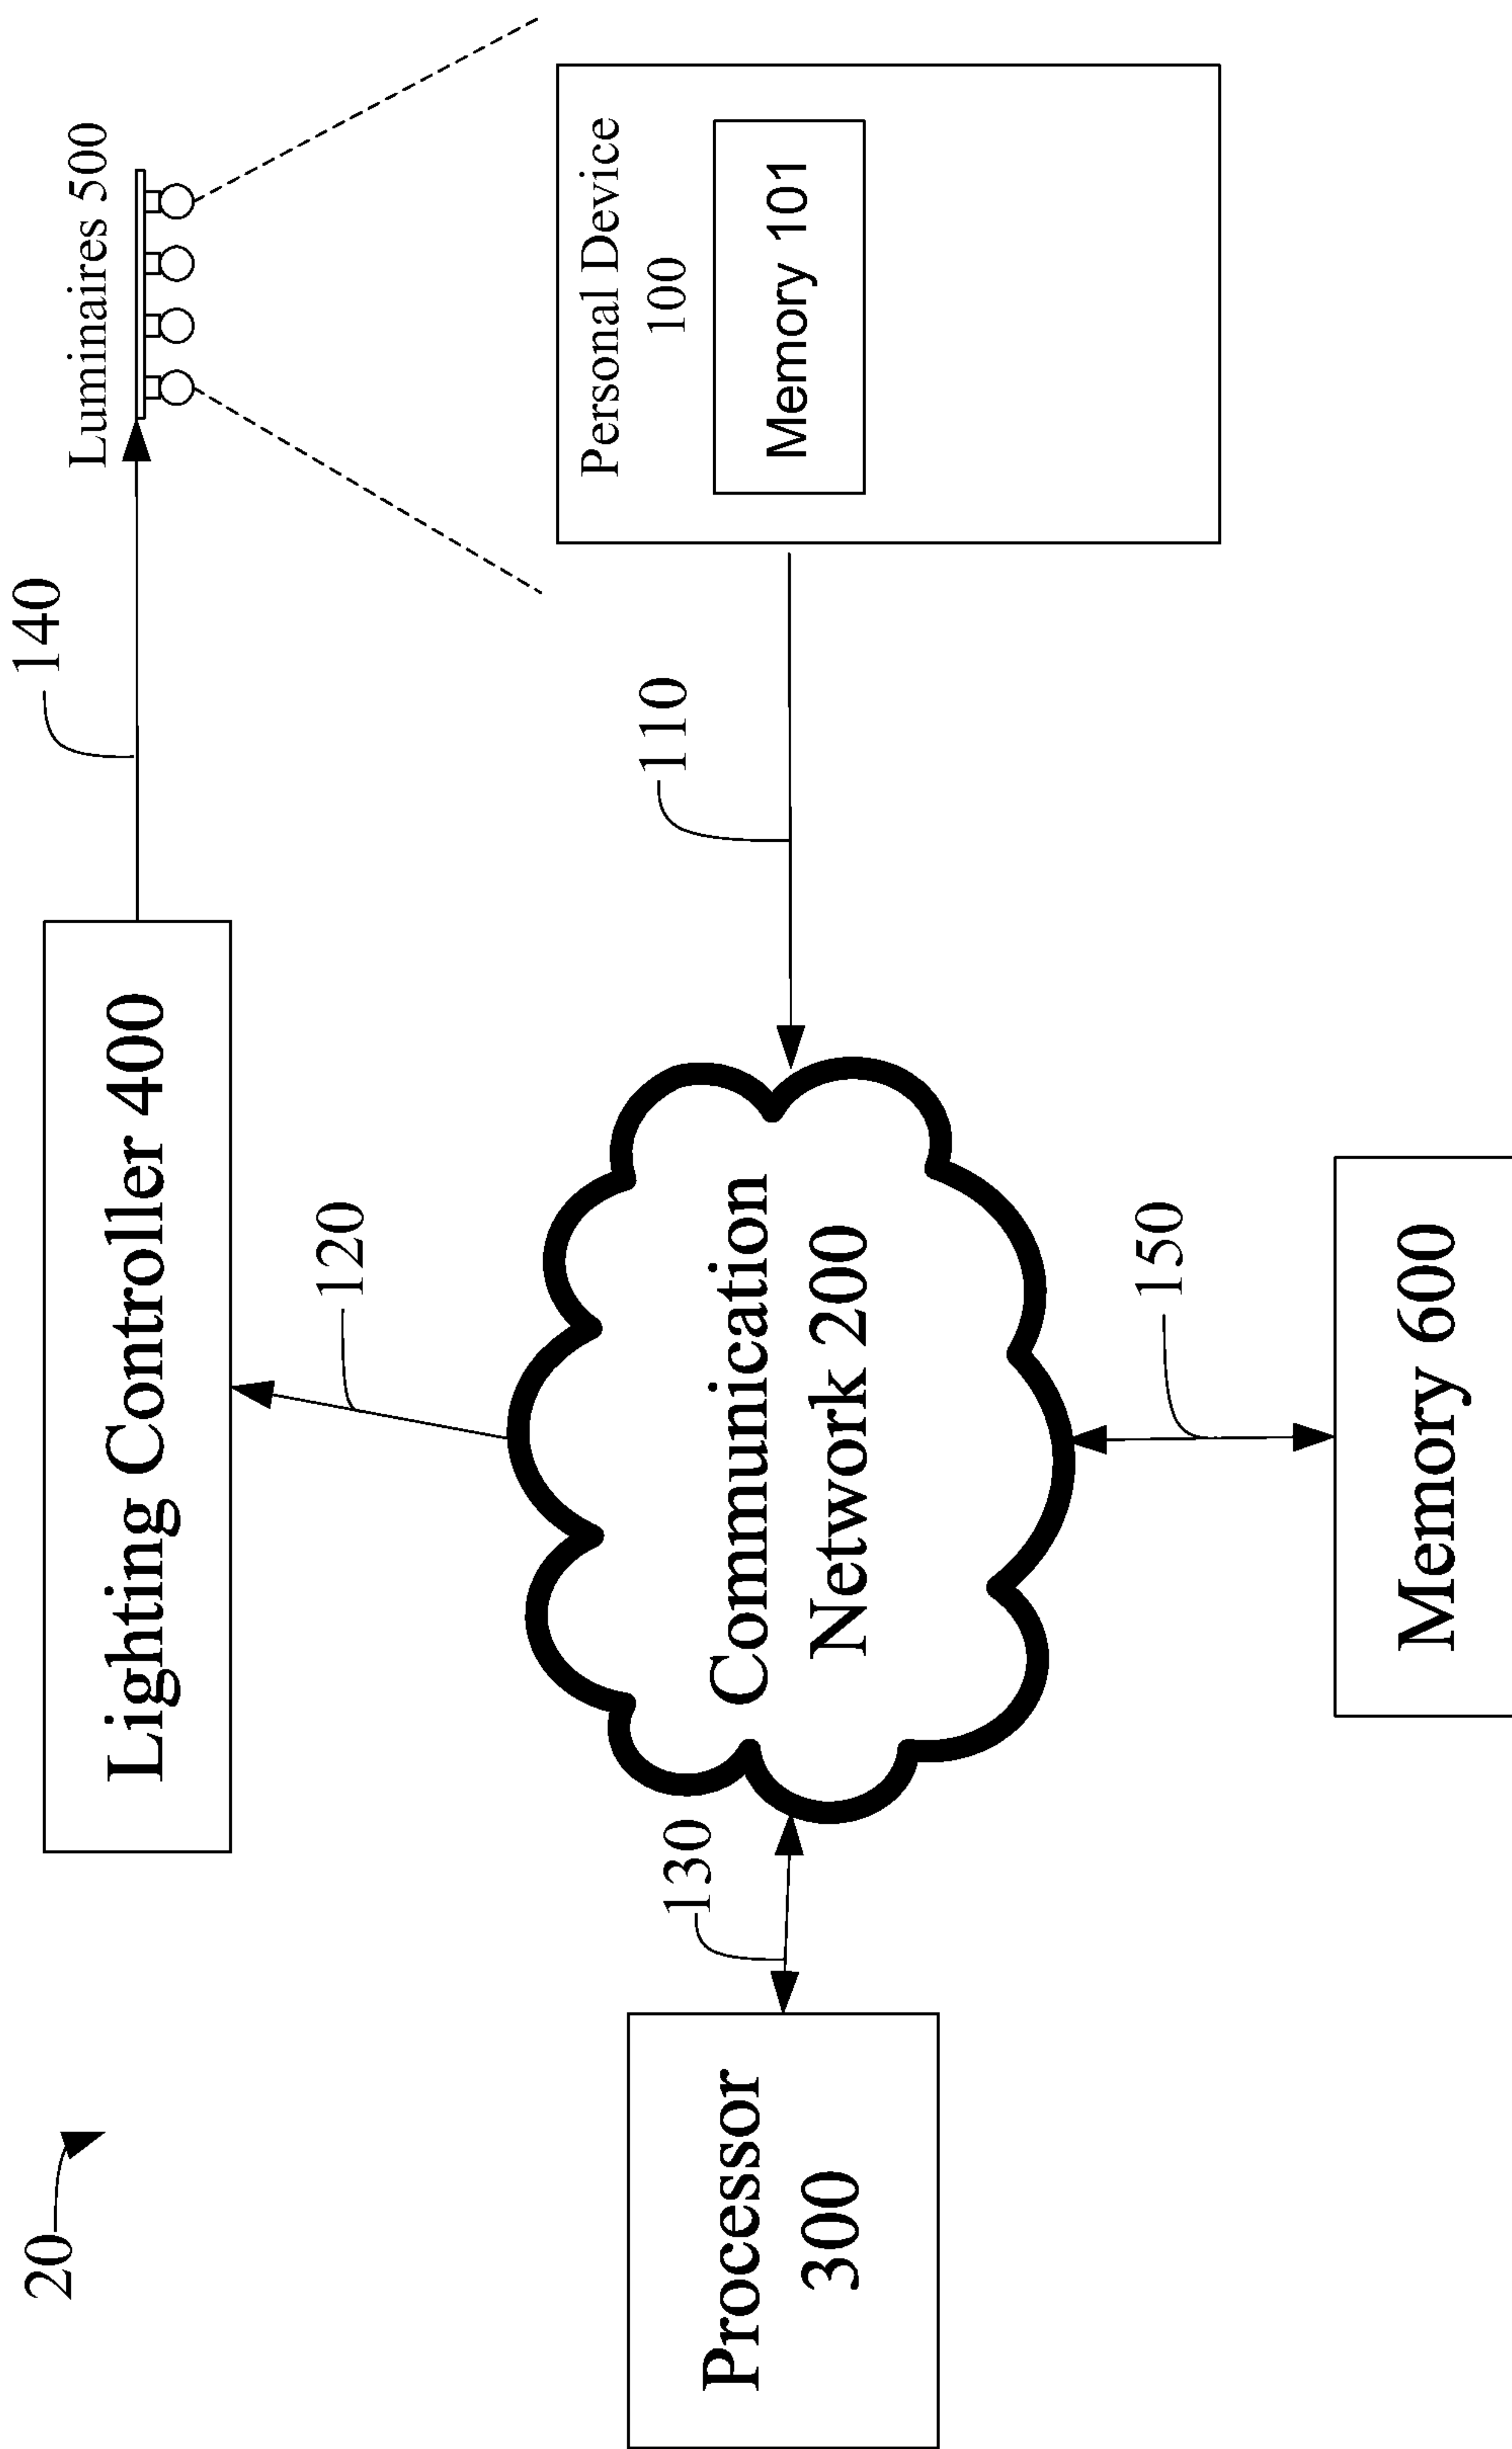 20
Lighting Controller 400
140
Luminaires 500
120
130
110
Processor
300
Communication
Network 200
Personal Device
100
Memory 101
150
Memory 600